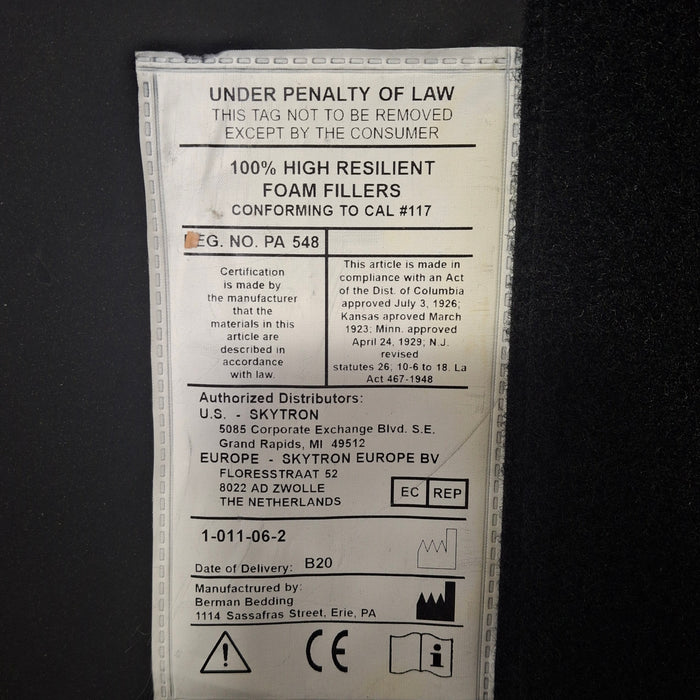 UNDER PENALTY OF LAW
THIS TAG NOT TO BE REMOVED
EXCEPT BY THE CONSUMER
100% HIGH RESILIENT
FOAM FILLERS
CONFORMING TO CAL #117
EG. NO. PA 548
Certification
is made by
the manufacturer
that the
materials in this
article are
described in
accordance
with law.
This article is made in
compliance with an Act
of the Dist. of Columbia
approved July 3, 1926;
Kansas aproved March
1923; Minn. approved
April 24, 1929; N.J.
revised
statutes 26, 10-6 to 18. La
Act 467-1948
Authorized Distributors:
U.S. - SKYTRON
5085 Corporate Exchange Blvd. S.E.
Grand Rapids, MI 49512
EUROPE - SKYTRON EUROPE BV
FLORESSTRAAT 52
8022 AD ZWOLLE
THE NETHERLANDS
EC REP
1-011-06-2
Date of Delivery: B20
Manufactrured by:
Berman Bedding
1114 Sassafras Street, Erie, PA
CE